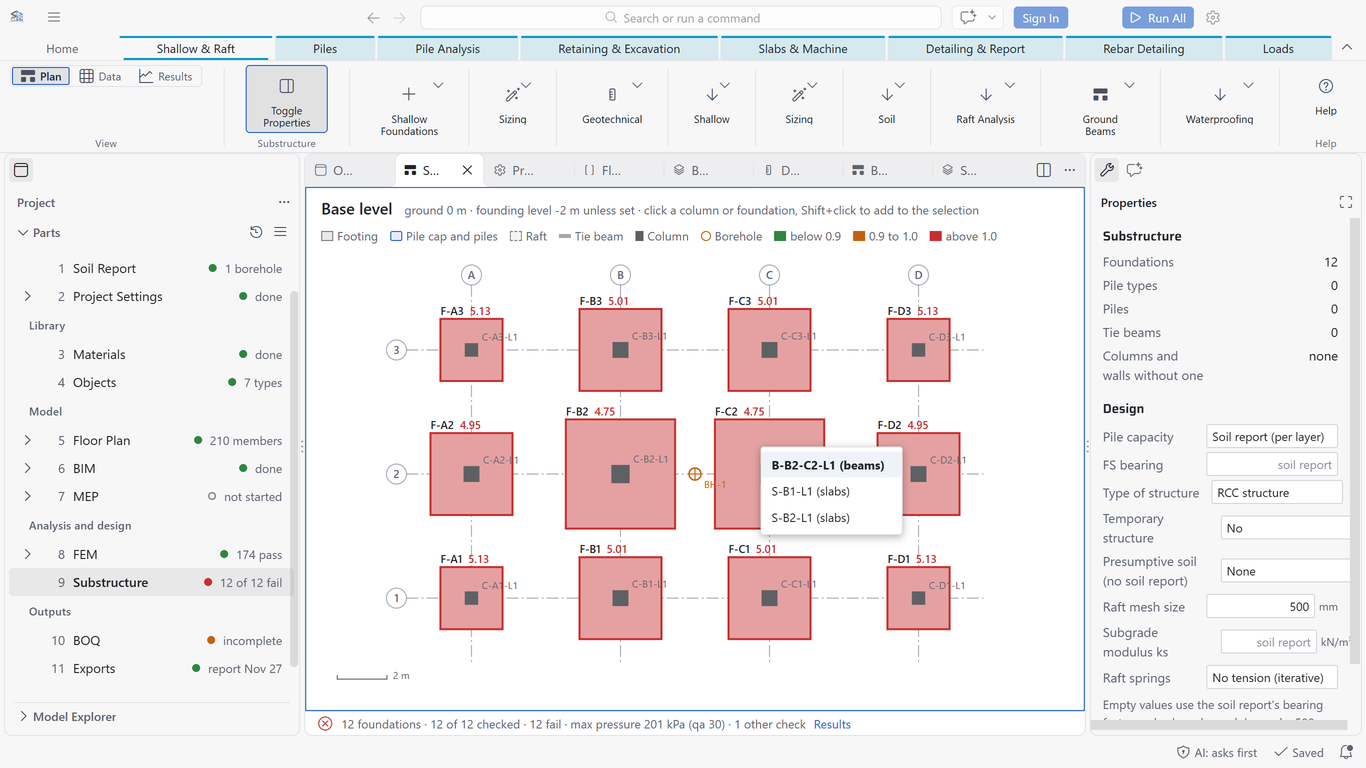 Search or run a command
Sign In
Run All
Home
Shallow & Raft
Piles
Pile Analysis
Retaining & Excavation
Slabs & Machine
Detailing & Report
Rebar Detailing
Loads
Plan
Data
Results
View
Toggle
Properties
Substructure
Shallow
Foundations
Sizing
Geotechnical
Shallow
Sizing
Soil
Raft Analysis
Ground
Beams
Waterproofing
Help
Help
O...
S...
Pr...
Fl...
B...
D...
B...
S...
Project
Parts
1 Soil Report 1 borehole
2 Project Settings done
Library
3 Materials done
4 Objects 7 types
Model
5 Floor Plan 210 members
6 BIM done
7 MEP not started
Analysis and design
8 FEM 174 pass
9 Substructure 12 of 12 fail
Outputs
10 BOQ incomplete
11 Exports report Nov 27
Model Explorer
Base level ground 0 m · founding level -2 m unless set · click a column or foundation, Shift+click to add to the selection
Footing Pile cap and piles Raft Tie beam Column Borehole below 0.9 0.9 to 1.0 above 1.0
A B C D
F-A3 5.13 F-B3 5.01 F-C3 5.01 F-D3 5.13
3 C-A3-L1 C-B3-L1 C-C3-L1 C-D3-L1
F-A2 4.95 F-B2 4.75 F-C2 4.75 F-D2 4.95
2 C-A2-L1 C-B2-L1 C-D2-L1
BH-1
B-B2-C2-L1 (beams)
S-B1-L1 (slabs)
S-B2-L1 (slabs)
F-A1 5.13 F-B1 5.01 F-C1 5.01 F-D1 5.13
1 C-A1-L1 C-B1-L1 C-C1-L1 C-D1-L1
2 m
12 foundations · 12 of 12 checked · 12 fail · max pressure 201 kPa (qa 30) · 1 other check Results
Properties
Substructure
Foundations 12
Pile types 0
Piles 0
Tie beams 0
Columns and
walls without one none
Design
Pile capacity Soil report (per layer)
FS bearing soil report
Type of structure RCC structure
Temporary
structure No
Presumptive soil
(no soil report) None
Raft mesh size 500 mm
Subgrade
modulus ks soil report kN/m³
Raft springs No tension (iterative)
Empty values use the soil report's bearing
AI: asks first
Saved